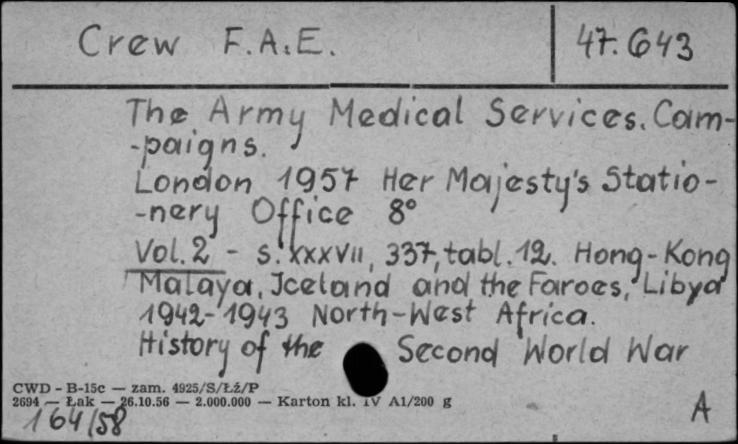 Crew F.A.E. 47.643
The Army Medical Services. Cam-
-paigns.
London 1957 Her Majesty's Statio-
-nery Office 8°
Vol. 2 - s. XXXVII, 337, tabl. 12. Hong-Kong
Malaya, Iceland and the Faroes, Libya
1942-1943 North-West Africa.
History of the Second World War
CWD - B-15c — zam. 4925/S/Łź/P
2694 — Łak — 26.10.56 — 2.000.000 — Karton kl. IV A1/200 g
164/58 A